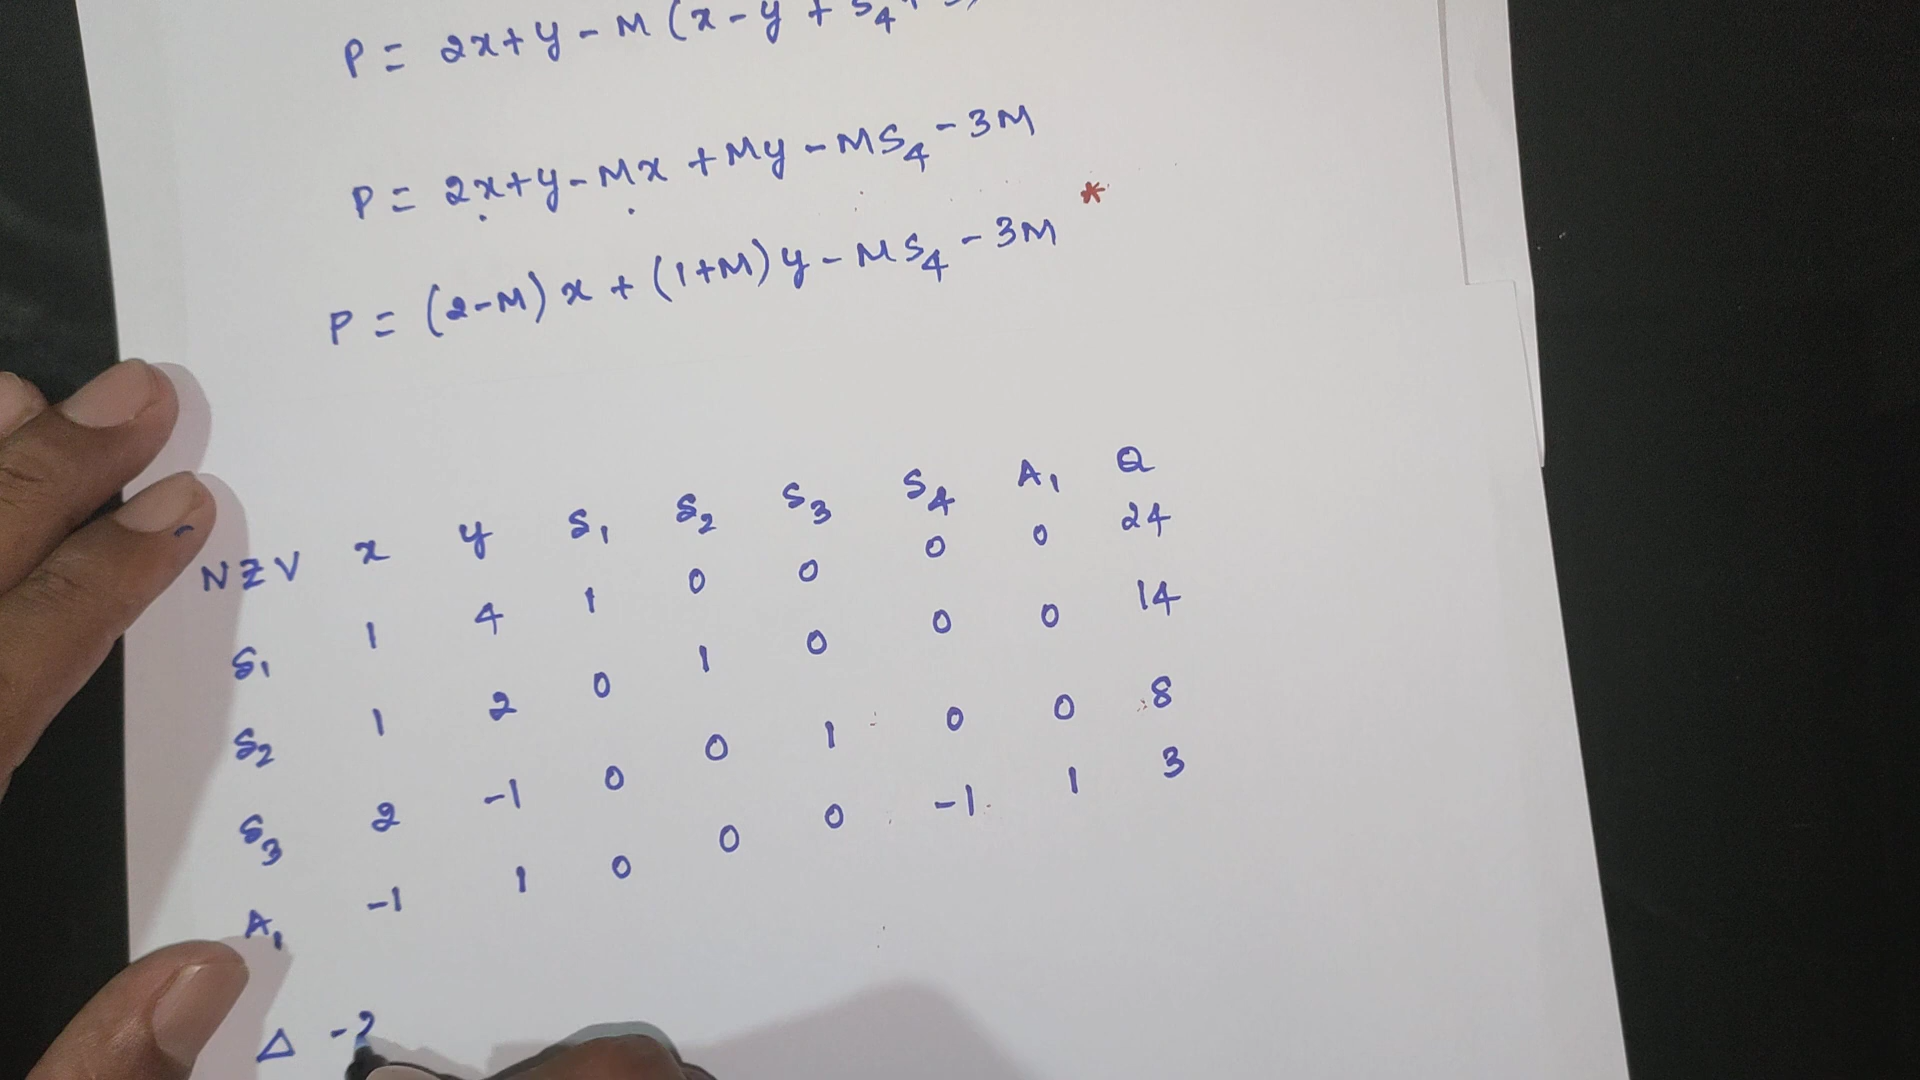 P = 2x+y-M(x-y+S4+
P = 2x+y-Mx+My-MS4-3M
P = (2-M)x+(1+M)y-MS4-3M *
NZV x y S1 S2 S3 S4 A1 Q
S1 1 4 1 0 0 0 0 24
S2 1 2 0 1 0 0 0 14
S3 2 -1 0 0 1 0 0 8
A1 -1 1 0 0 0 -1 1 3
Δ -2